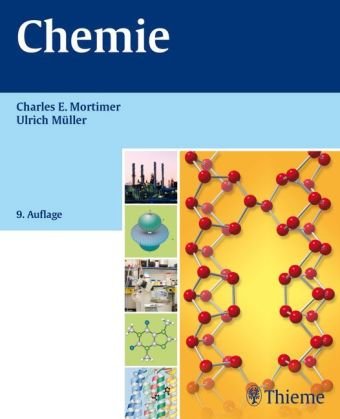 Chemie
Charles E. Mortimer
Ulrich Müller
9. Auflage
Thieme